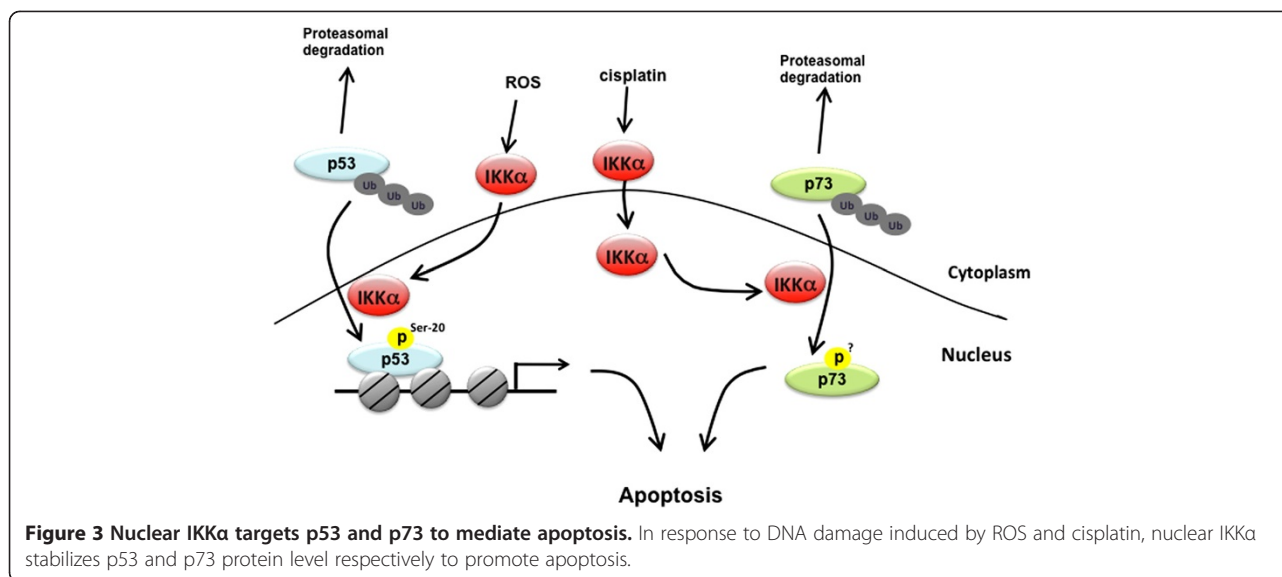 Proteasomal
degradation
ROS
cisplatin
Proteasomal
degradation
p53
Ub
Ub
Ub
IKKα
IKKα
p73
Ub
Ub
Ub
IKKα
IKKα
IKKα
Cytoplasm
Nucleus
p Ser-20
p53
p ?
p73
Apoptosis
Figure 3 Nuclear IKKα targets p53 and p73 to mediate apoptosis. In response to DNA damage induced by ROS and cisplatin, nuclear IKKα
stabilizes p53 and p73 protein level respectively to promote apoptosis.